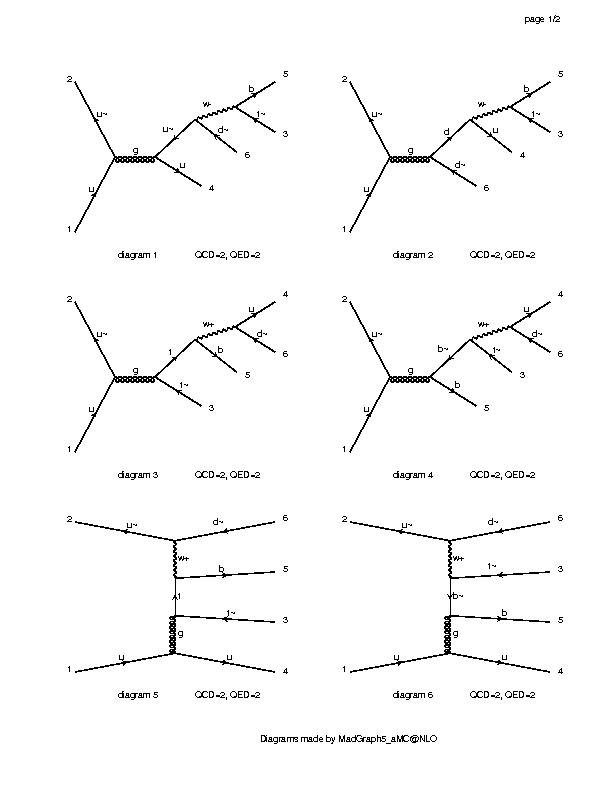 page 1/2
2
u~
u
1
g
u~
w-
b
5
t~
3
d~
6
u
4
diagram 1 QCD=2, QED=2
2
u~
u
1
g
d
w-
b
5
t~
3
u
4
d~
6
diagram 2 QCD=2, QED=2
2
u~
u
1
g
t
w+
u
4
d~
6
b
5
t~
3
diagram 3 QCD=2, QED=2
2
u~
u
1
g
b~
w+
u
4
d~
6
t~
3
b
5
diagram 4 QCD=2, QED=2
2
u~
d~
6
w+
b
5
t
t~
3
g
1
u
u
4
diagram 5 QCD=2, QED=2
2
u~
d~
6
w+
t~
3
b~
b
5
g
1
u
u
4
diagram 6 QCD=2, QED=2
Diagrams made by MadGraph5_aMC@NLO